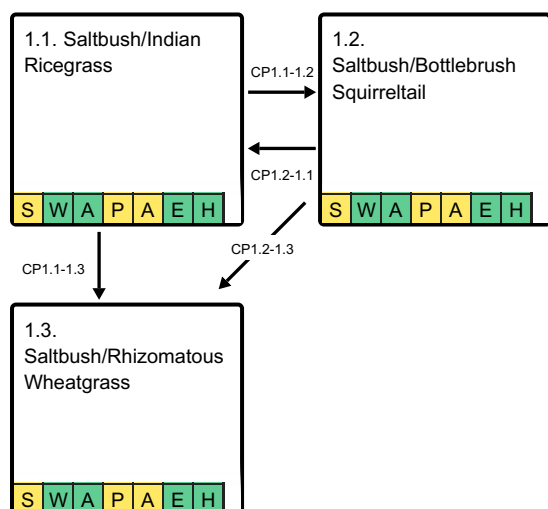 1.1. Saltbush/Indian
Ricegrass
S W A P A E H
CP1.1-1.2
1.2.
Saltbush/Bottlebrush
Squirreltail
S W A P A E H
CP1.2-1.1
CP1.1-1.3
CP1.2-1.3
1.3.
Saltbush/Rhizomatous
Wheatgrass
S W A P A E H